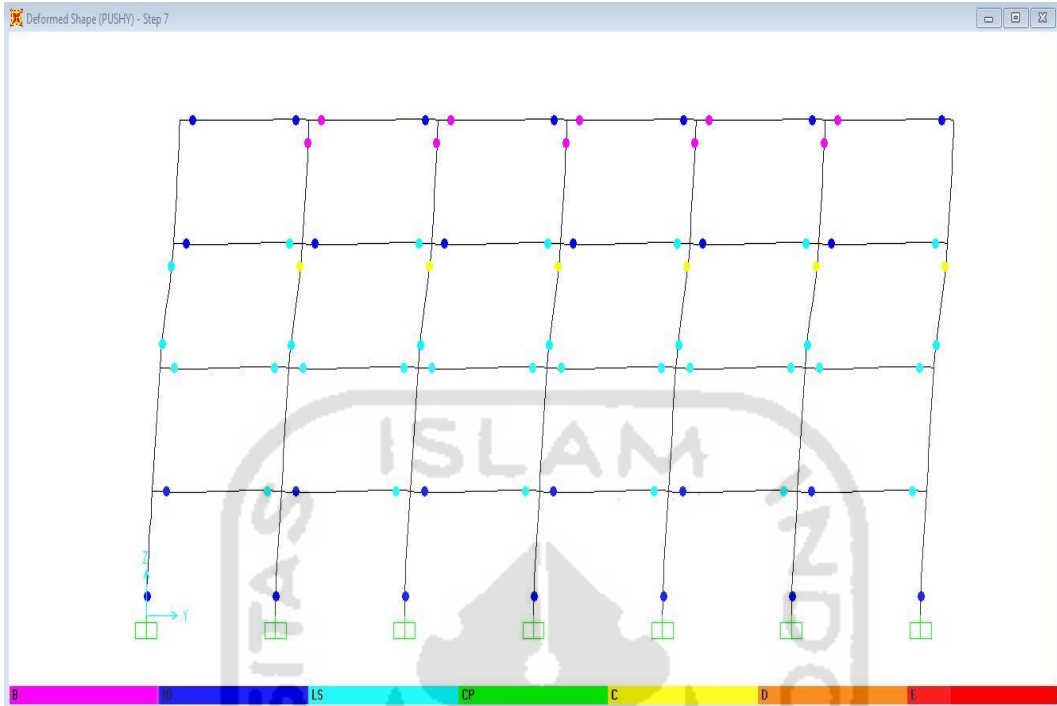 Deformed Shape (PUSHY) - Step 7
ISLAM
Z
Y
B IO LS CP C D E